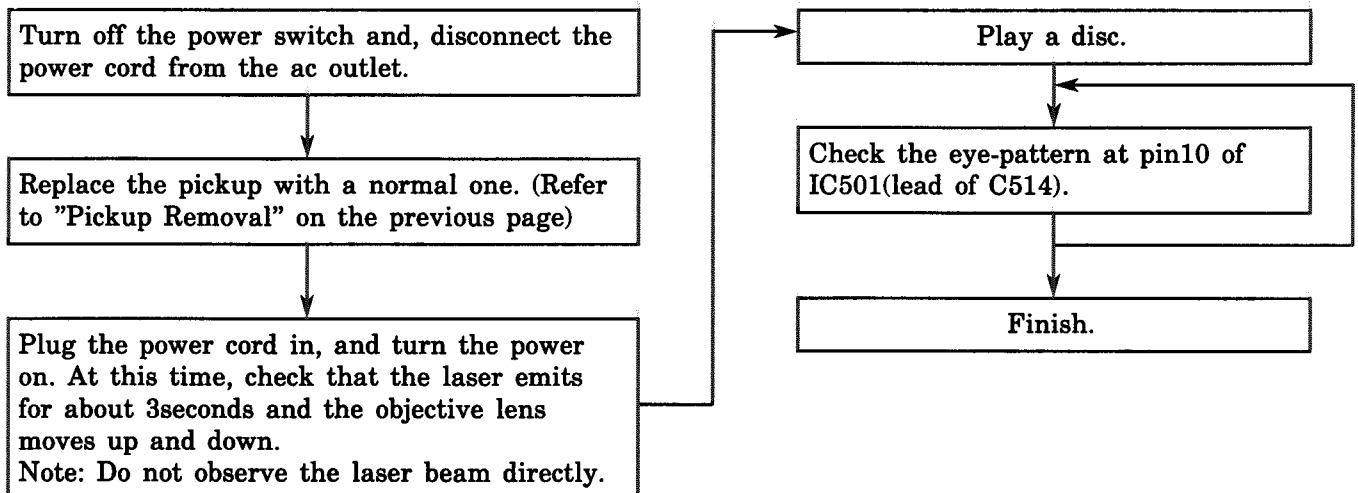 Turn off the power switch and, disconnect the
power cord from the ac outlet.
Replace the pickup with a normal one. (Refer
to ”Pickup Removal” on the previous page)
Plug the power cord in, and turn the power
on. At this time, check that the laser emits
for about 3seconds and the objective lens
moves up and down.
Note: Do not observe the laser beam directly.
Play a disc.
Check the eye-pattern at pin10 of
IC501(lead of C514).
Finish.